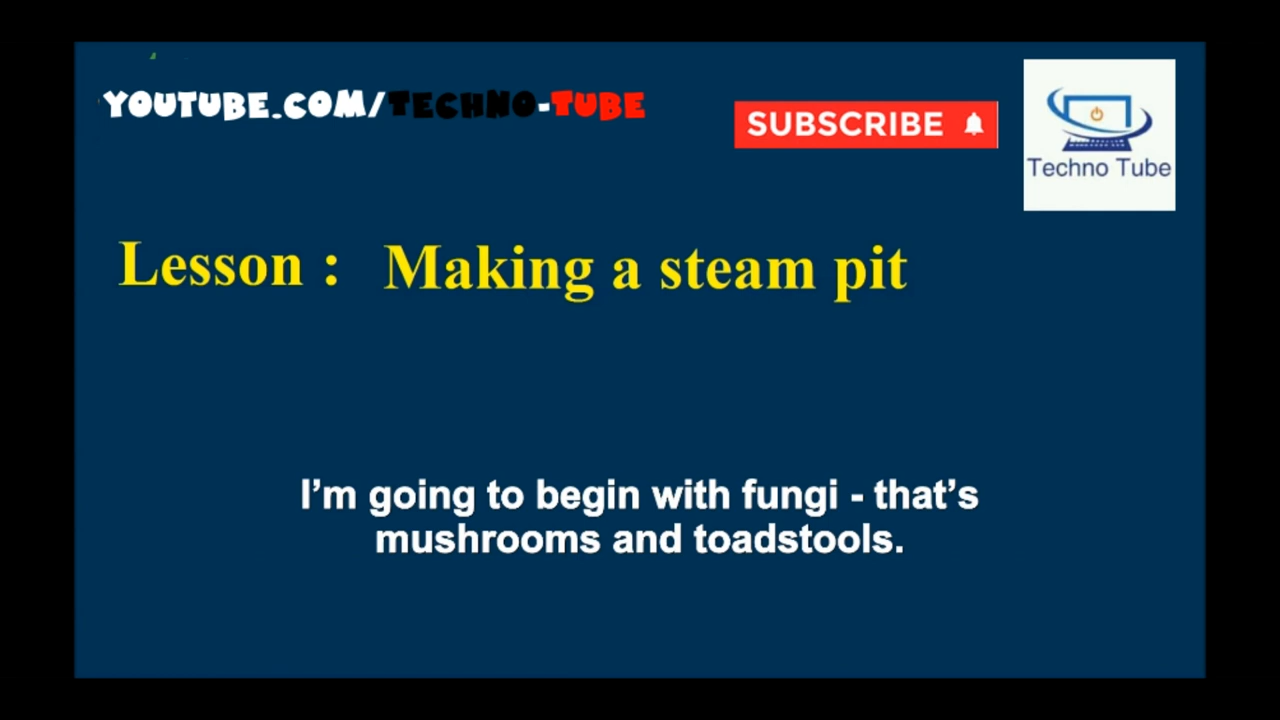 YOUTUBE.COM/TECHNO-TUBE
SUBSCRIBE
Techno Tube
Lesson : Making a steam pit
I'm going to begin with fungi - that's
mushrooms and toadstools.